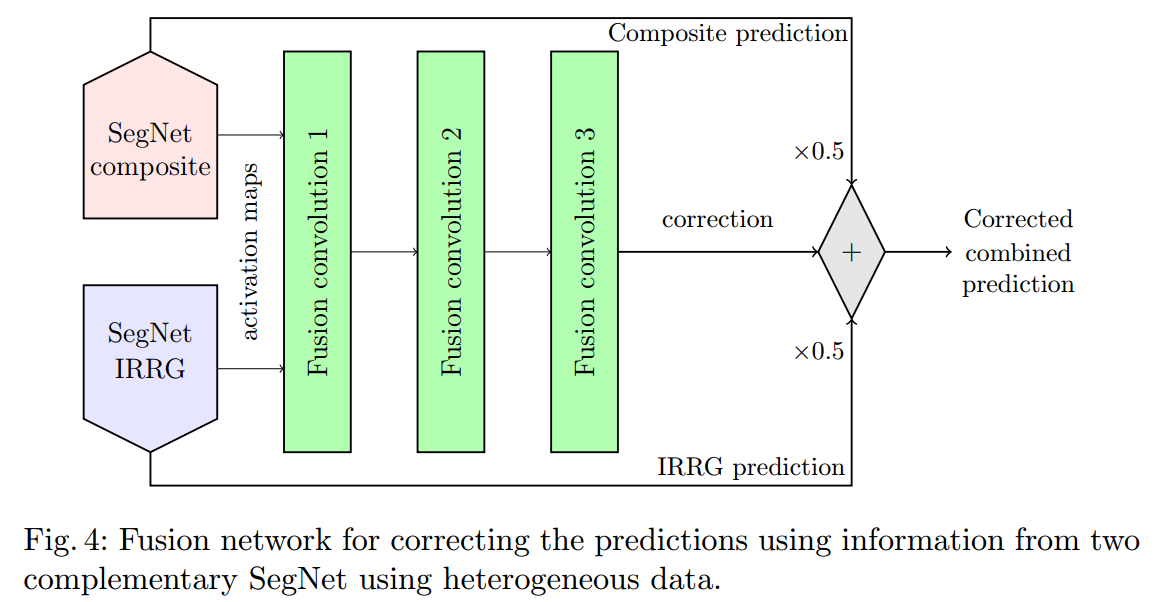 Composite prediction
SegNet
composite
activation maps
Fusion convolution 1
Fusion convolution 2
Fusion convolution 3
×0.5
correction
+
Corrected
combined
prediction
SegNet
IRRG
×0.5
IRRG prediction
Fig. 4: Fusion network for correcting the predictions using information from two
complementary SegNet using heterogeneous data.